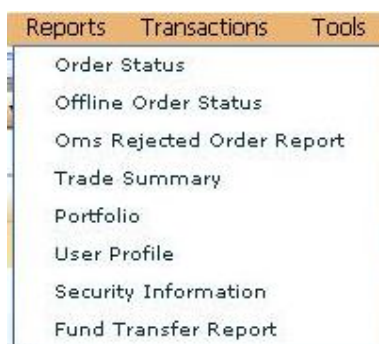 Reports Transactions Tools
Order Status
Offline Order Status
Oms Rejected Order Report
Trade Summary
Portfolio
User Profile
Security Information
Fund Transfer Report